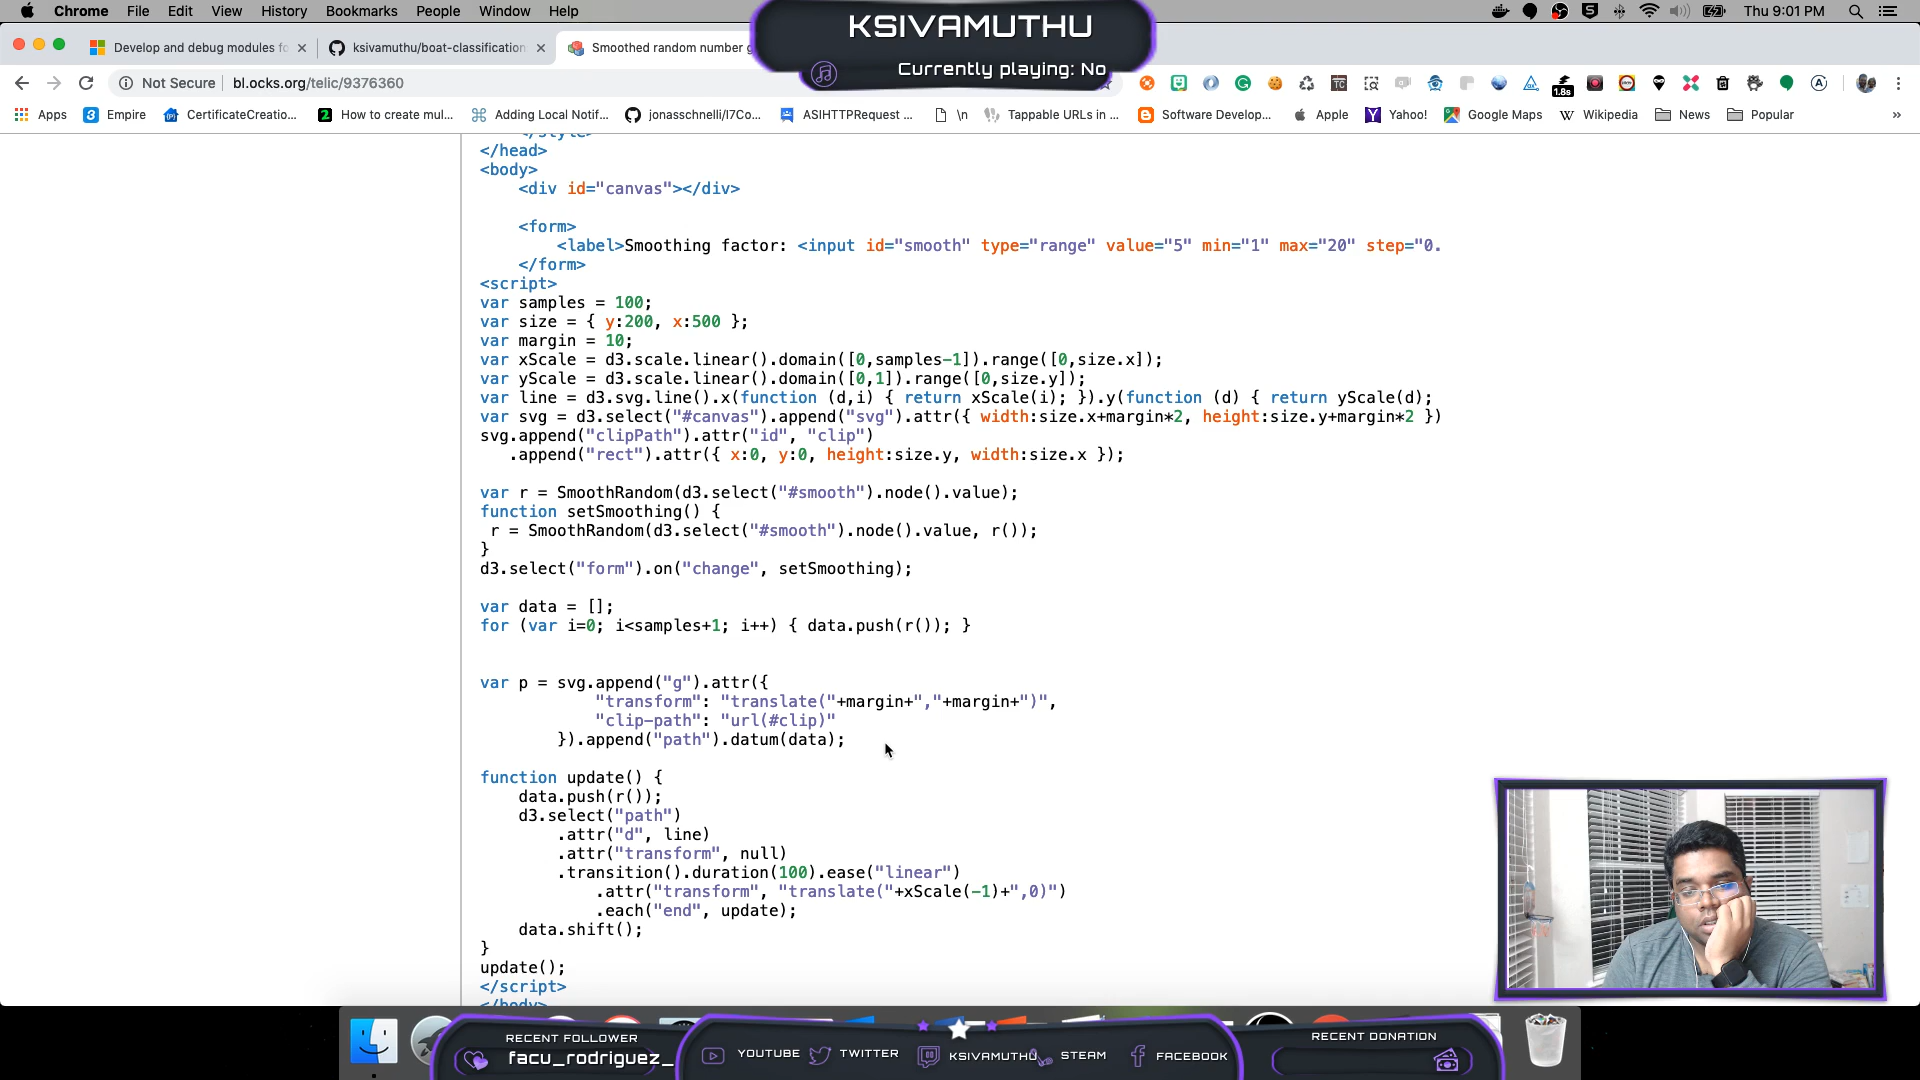 Chrome File Edit View History Bookmarks People Window Help
Thu 9:01 PM
KSIVAMUTHU
Currently playing: No
Develop and debug modules fo
ksivamuthu/boat-classification
Smoothed random number g
Not Secure bl.ocks.org/telic/9376360
1.8s
Apps Empire CertificateCreatio... How to create mul... Adding Local Notif... jonasschnelli/I7Co... ASIHTTPRequest ... \n Tappable URLs in ... Software Develop... Apple Yahoo! Google Maps Wikipedia News Popular »
</style>
</head>
<body>
<div id="canvas"></div>
<form>
<label>Smoothing factor: <input id="smooth" type="range" value="5" min="1" max="20" step="0.
</form>
<script>
var samples = 100;
var size = { y:200, x:500 };
var margin = 10;
var xScale = d3.scale.linear().domain([0,samples-1]).range([0,size.x]);
var yScale = d3.scale.linear().domain([0,1]).range([0,size.y]);
var line = d3.svg.line().x(function (d,i) { return xScale(i); }).y(function (d) { return yScale(d);
var svg = d3.select("#canvas").append("svg").attr({ width:size.x+margin*2, height:size.y+margin*2 })
svg.append("clipPath").attr("id", "clip")
.append("rect").attr({ x:0, y:0, height:size.y, width:size.x });
var r = SmoothRandom(d3.select("#smooth").node().value);
function setSmoothing() {
r = SmoothRandom(d3.select("#smooth").node().value, r());
}
d3.select("form").on("change", setSmoothing);
var data = [];
for (var i=0; i<samples+1; i++) { data.push(r()); }
var p = svg.append("g").attr({
"transform": "translate("+margin+","+margin+")",
"clip-path": "url(#clip)"
}).append("path").datum(data);
function update() {
data.push(r());
d3.select("path")
.attr("d", line)
.attr("transform", null)
.transition().duration(100).ease("linear")
.attr("transform", "translate("+xScale(-1)+",0)")
.each("end", update);
data.shift();
}
update();
</script>
</body>
RECENT FOLLOWER
facu_rodriguez_
YOUTUBE TWITTER KSIVAMUTHU STEAM FACEBOOK
RECENT DONATION